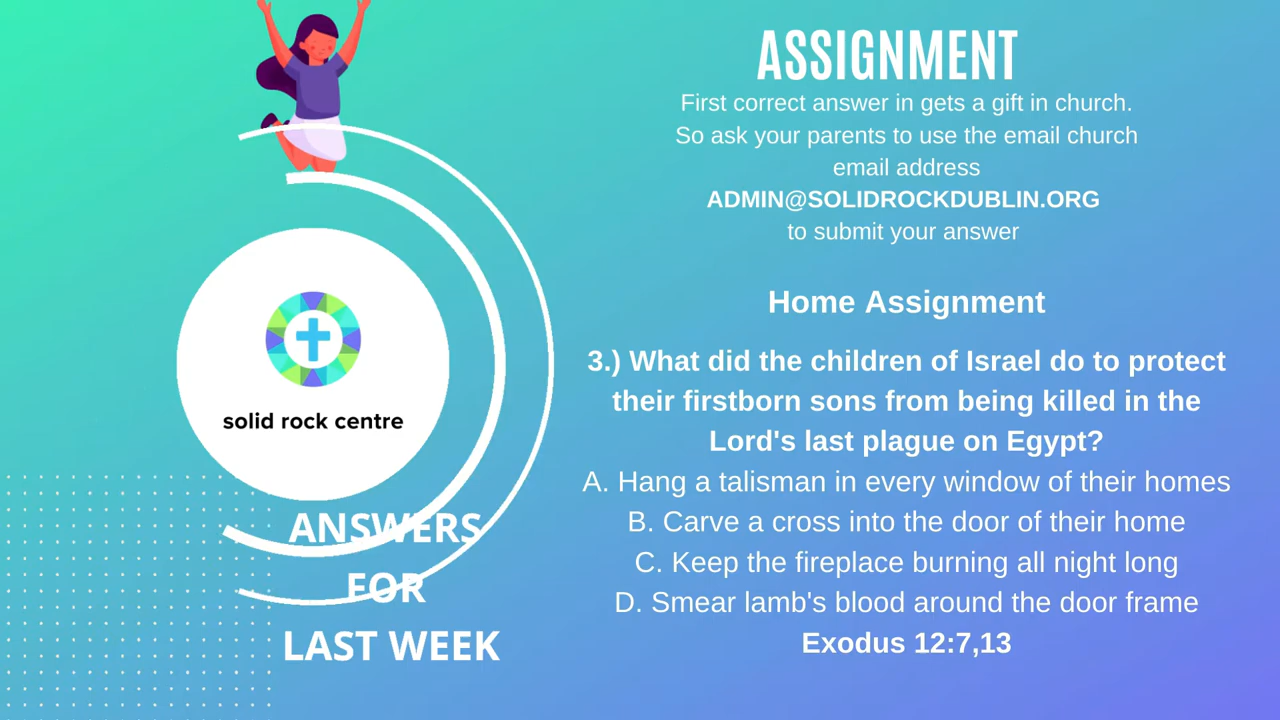 ASSIGNMENT
First correct answer in gets a gift in church.
So ask your parents to use the email church
email address
ADMIN@SOLIDROCKDUBLIN.ORG
to submit your answer
Home Assignment
3.) What did the children of Israel do to protect
their firstborn sons from being killed in the
Lord's last plague on Egypt?
A. Hang a talisman in every window of their homes
B. Carve a cross into the door of their home
C. Keep the fireplace burning all night long
D. Smear lamb's blood around the door frame
Exodus 12:7,13
solid rock centre
ANSWERS
FOR
LAST WEEK